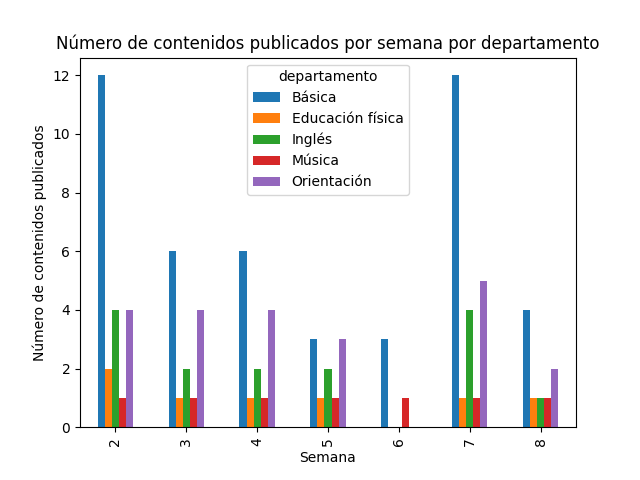 Número de contenidos publicados por semana por departamento
departamento
Básica
Educación física
Inglés
Música
Orientación
Número de contenidos publicados
12
10
8
6
4
2
0
2
3
4
5
6
7
8
Semana